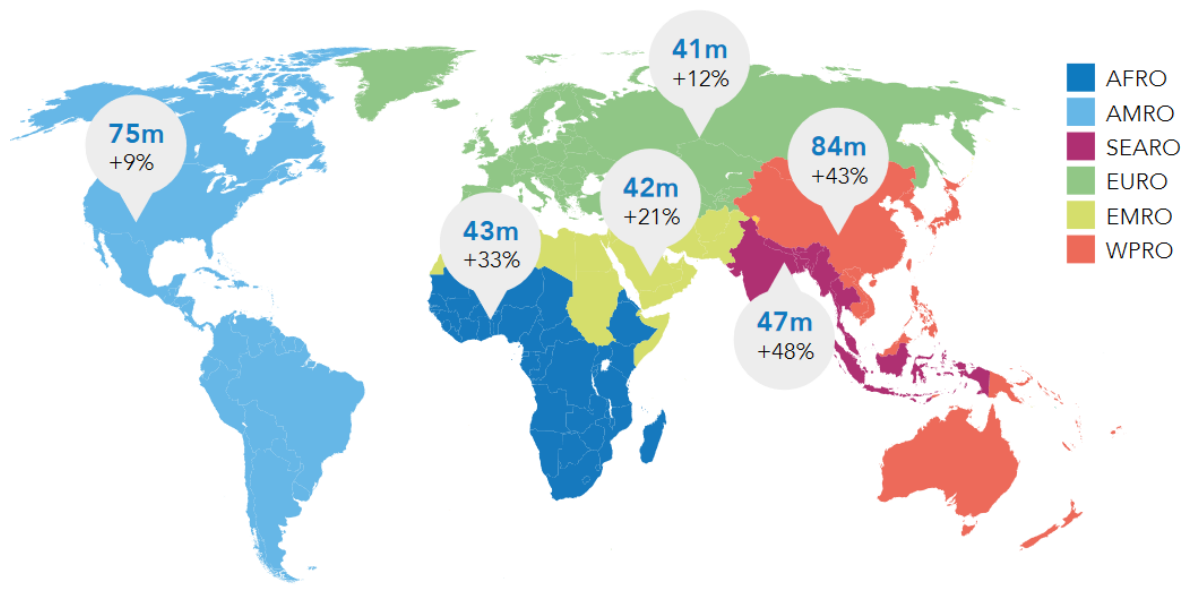 41m
+12%
75m
+9%
84m
+43%
42m
+21%
43m
+33%
47m
+48%
AFRO
AMRO
SEARO
EURO
EMRO
WPRO